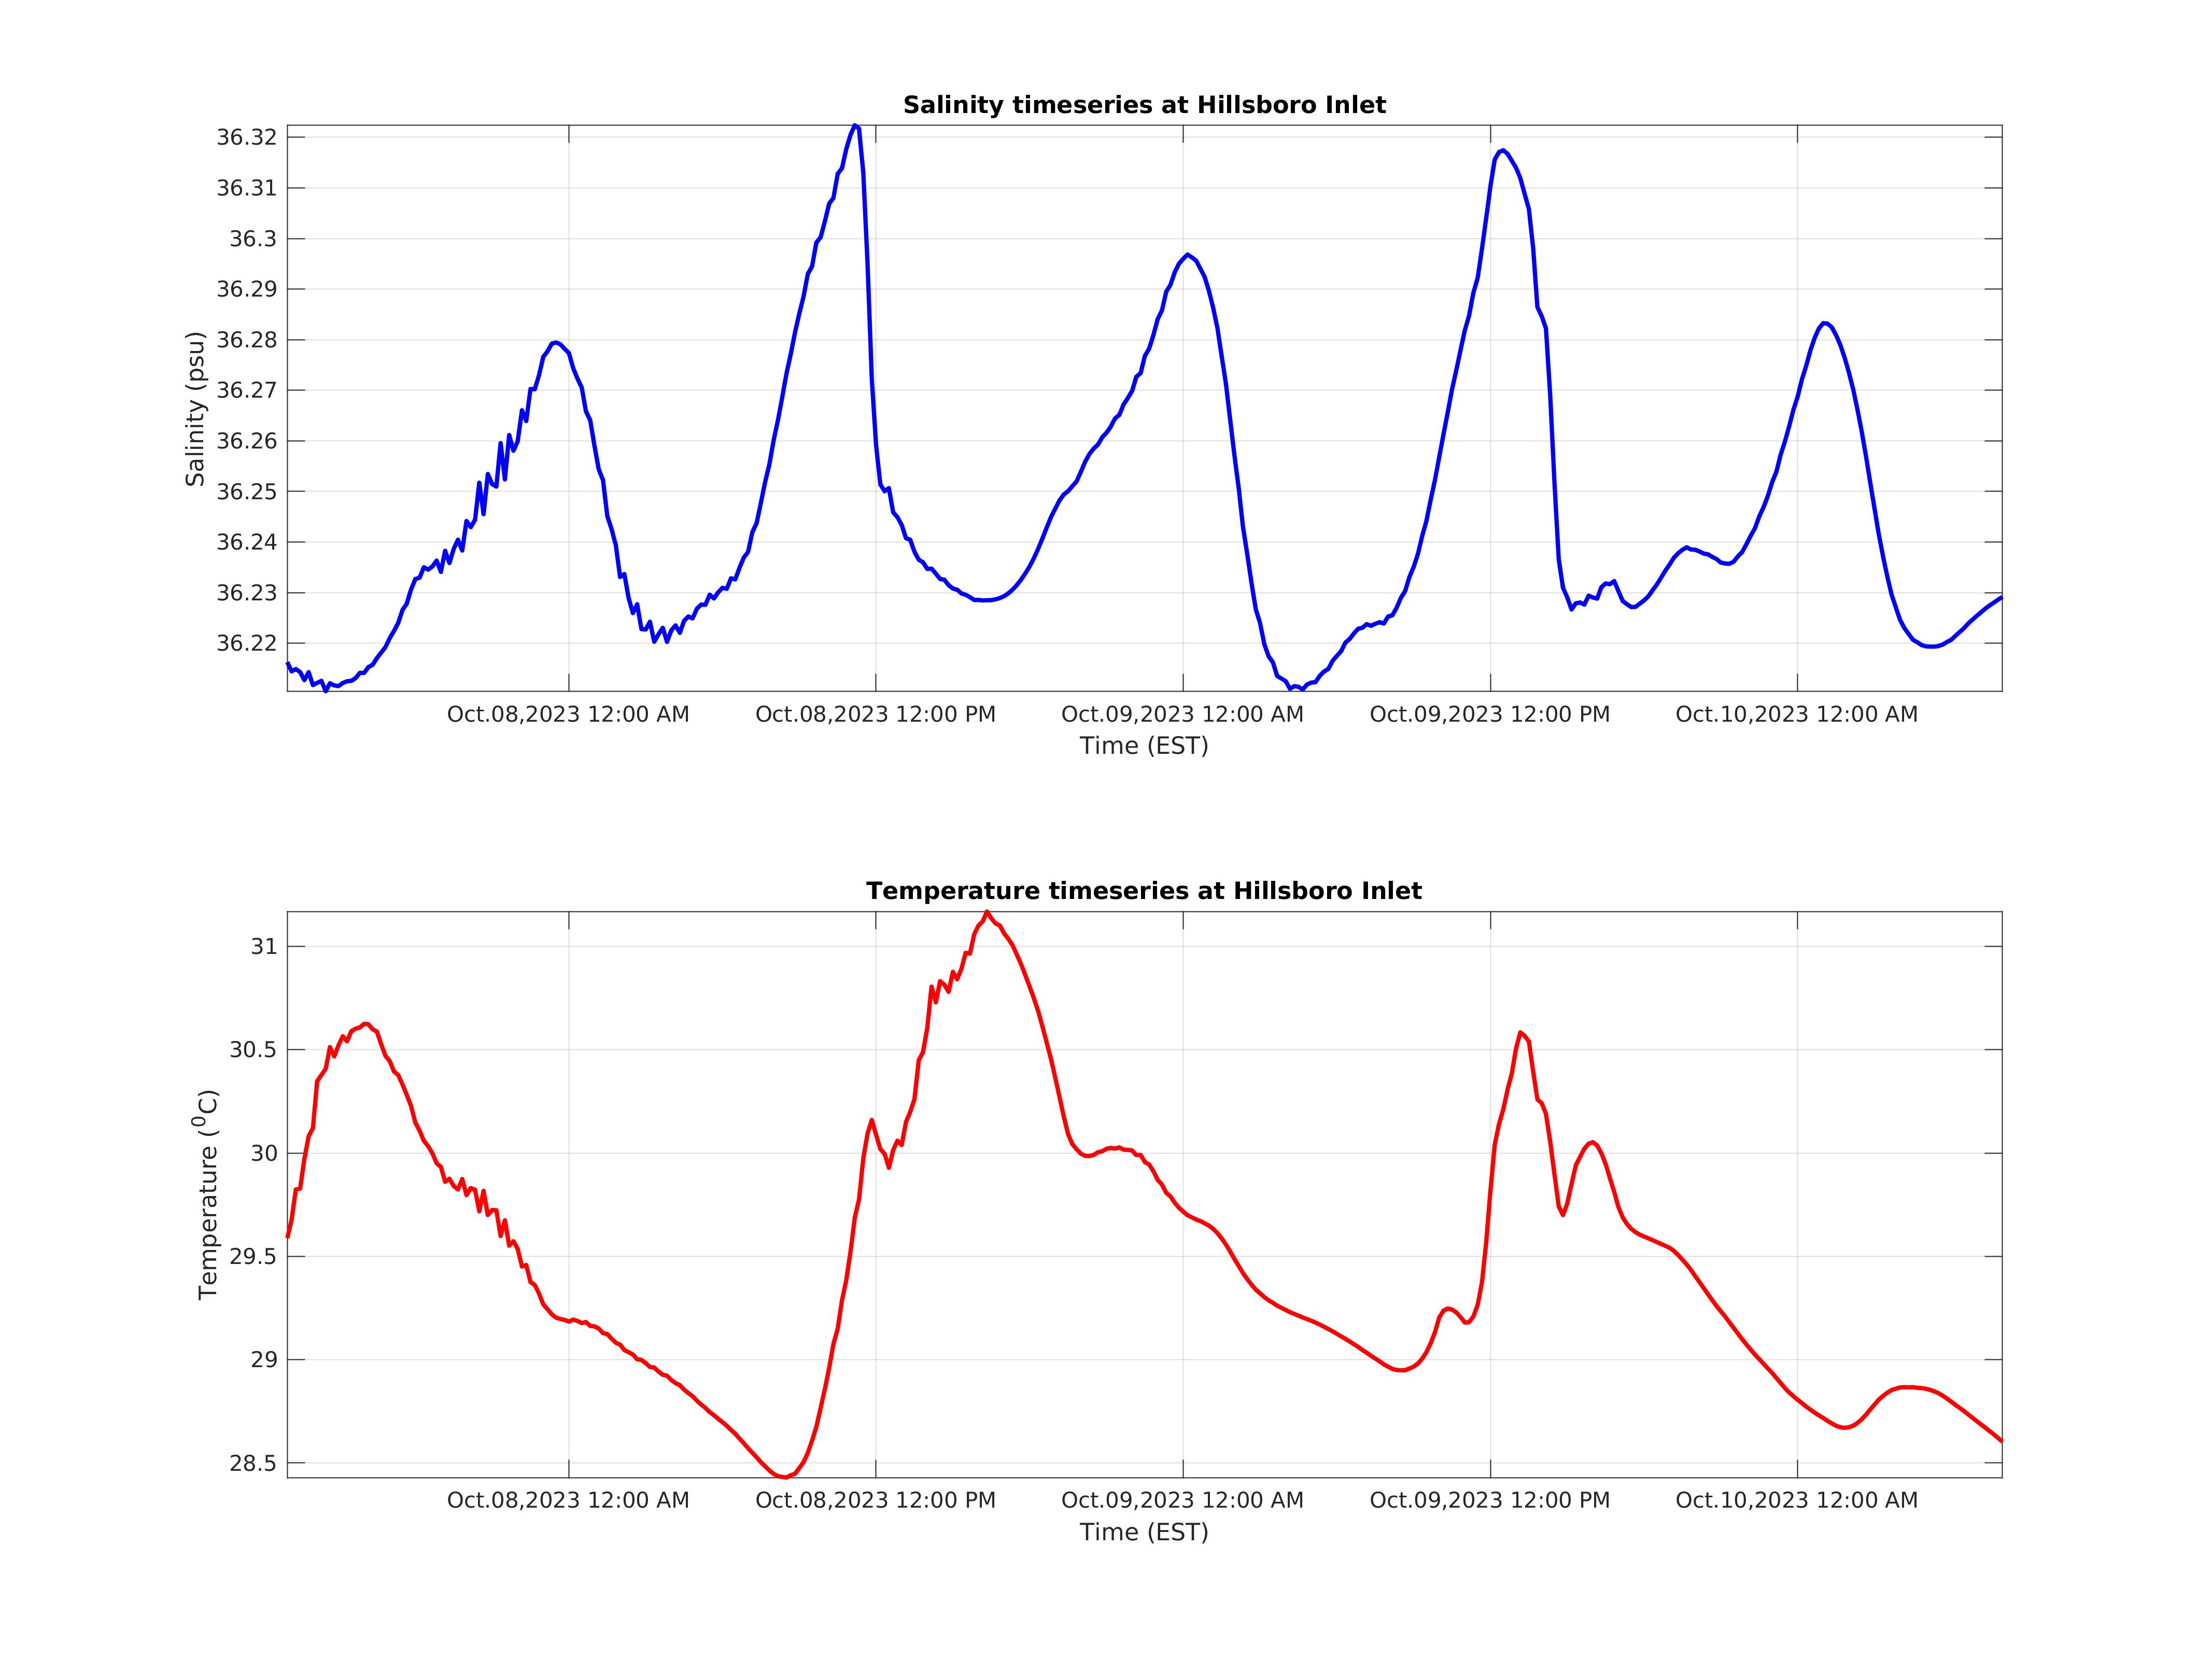 Salinity timeseries at Hillsboro Inlet
36.32
36.31
36.3
36.29
36.28
36.27
36.26
36.25
36.24
36.23
36.22
Salinity (psu)
Oct.08,2023 12:00 AM Oct.08,2023 12:00 PM Oct.09,2023 12:00 AM Oct.09,2023 12:00 PM Oct.10,2023 12:00 AM
Time (EST)
Temperature timeseries at Hillsboro Inlet
31
30.5
30
29.5
29
28.5
Temperature (⁰C)
Oct.08,2023 12:00 AM Oct.08,2023 12:00 PM Oct.09,2023 12:00 AM Oct.09,2023 12:00 PM Oct.10,2023 12:00 AM
Time (EST)